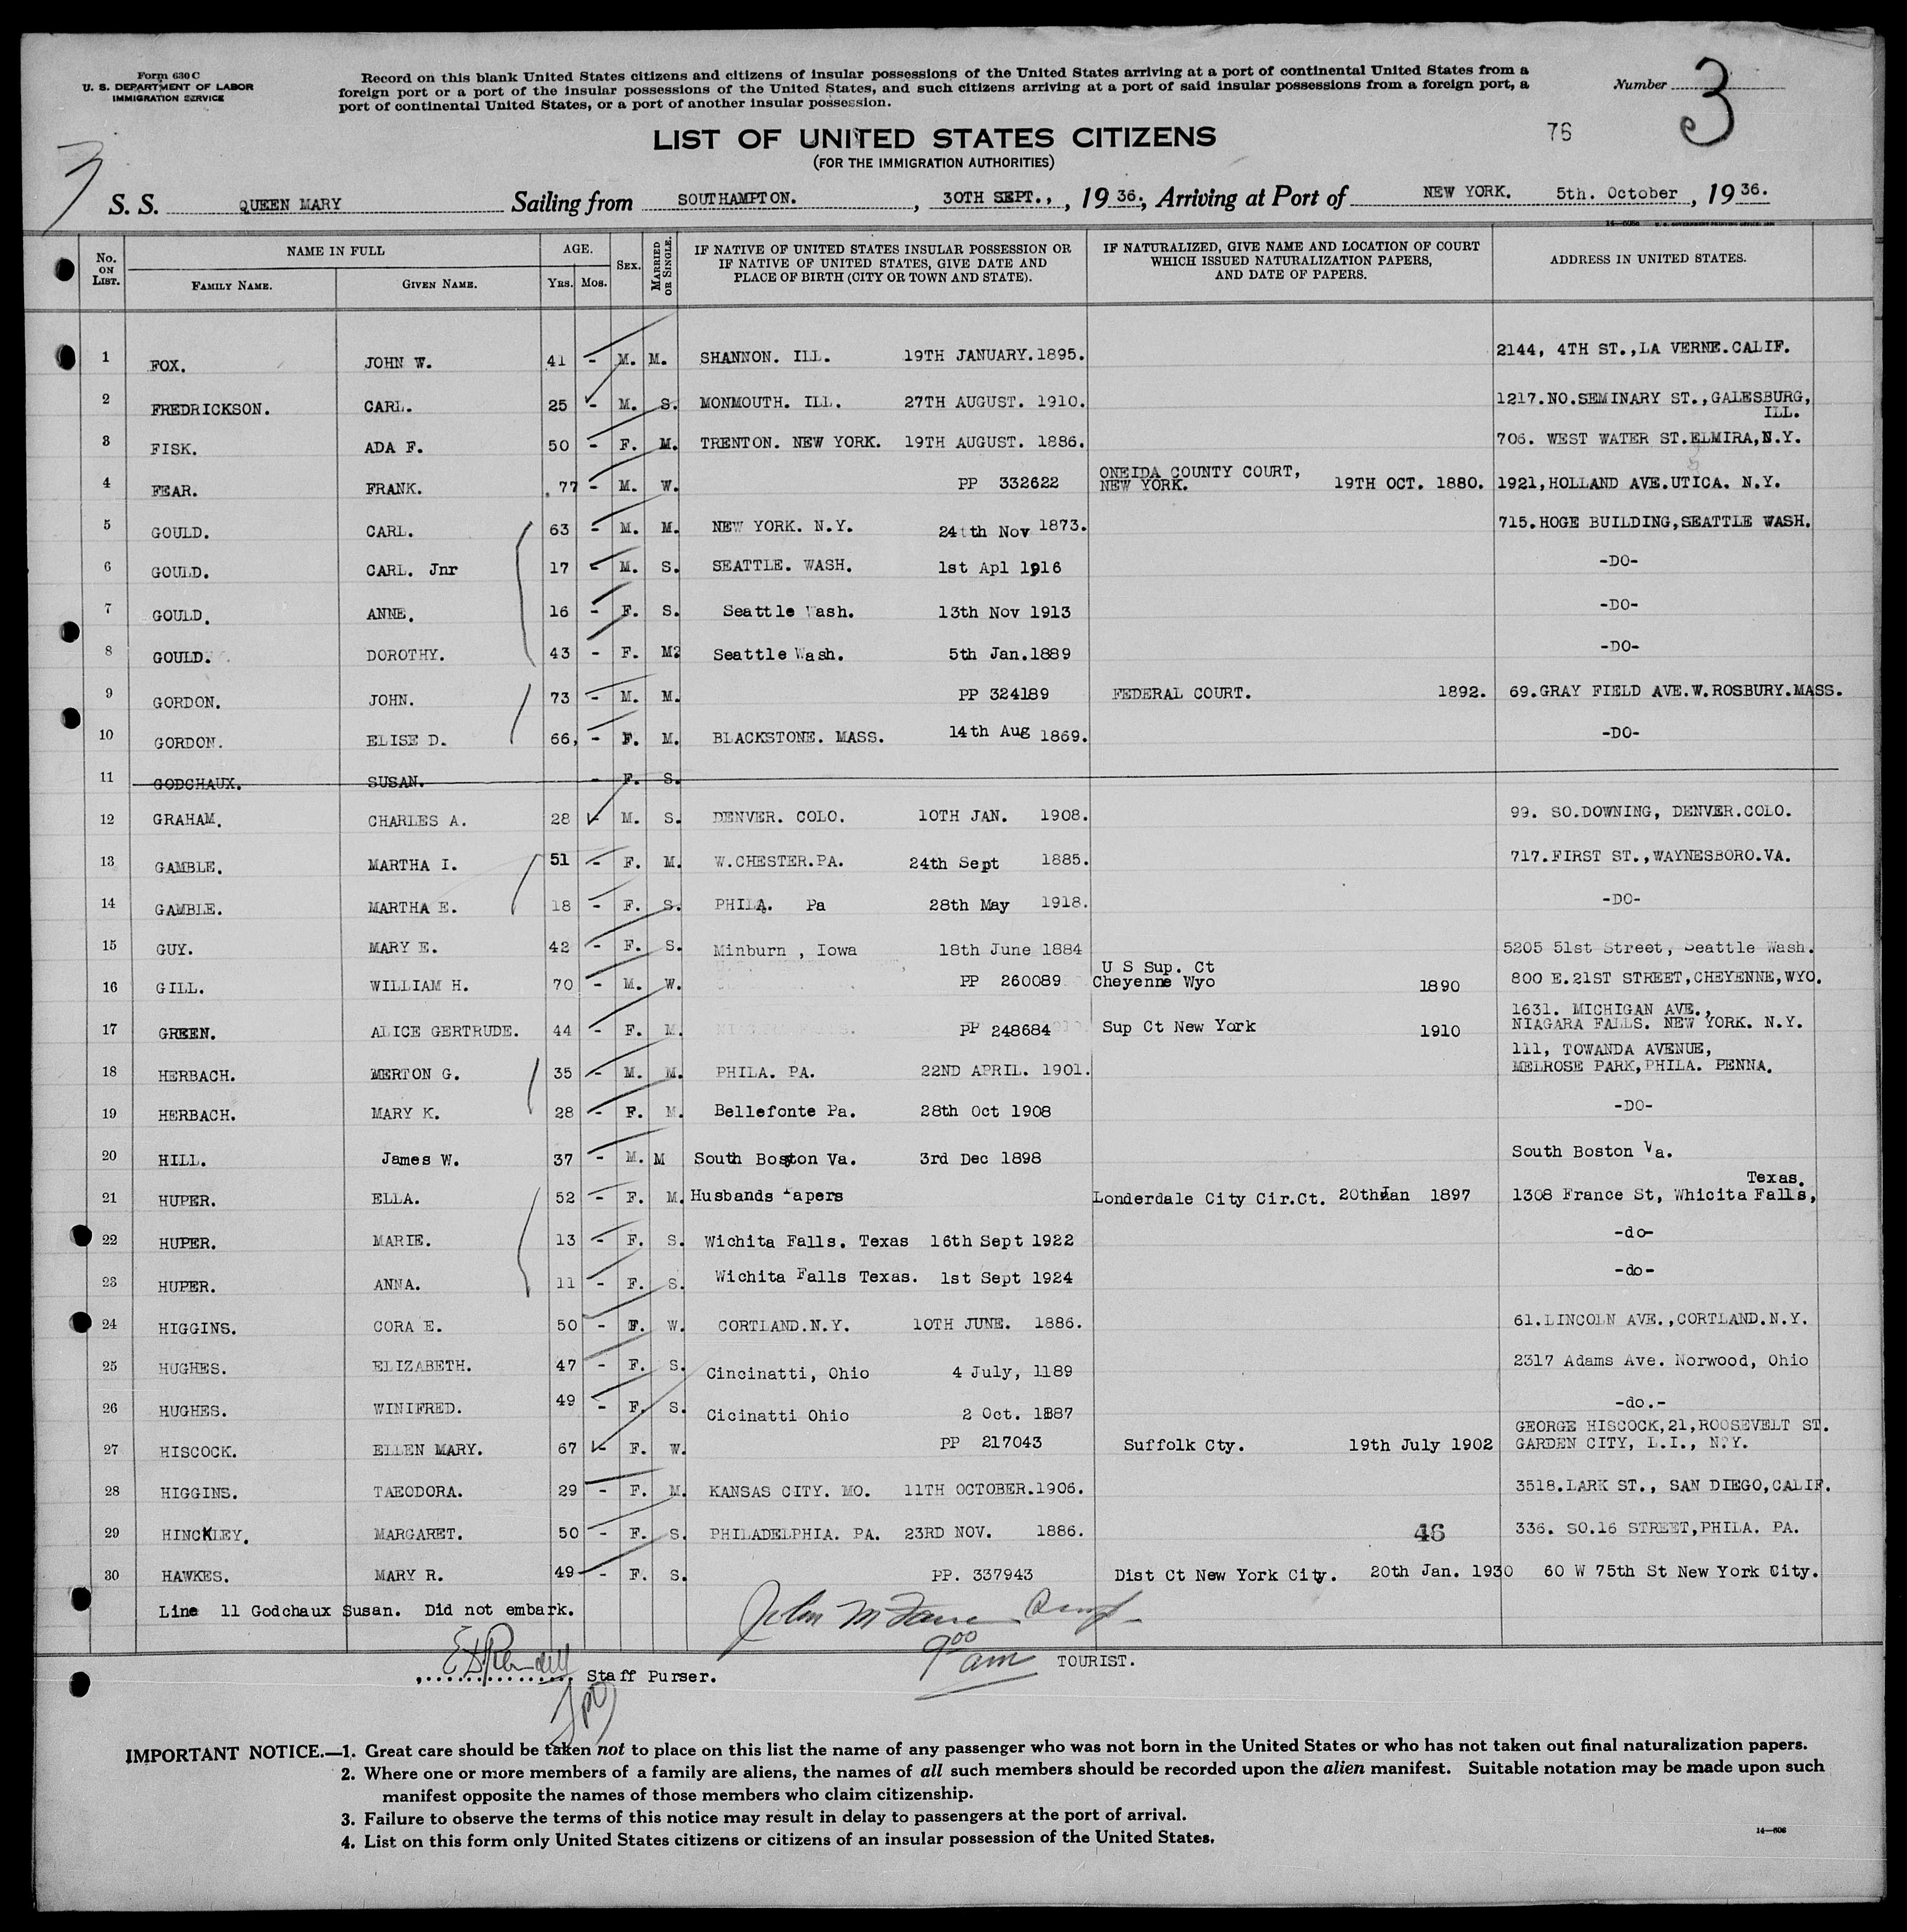 Form 630 C
U. S. DEPARTMENT OF LABOR
IMMIGRATION SERVICE
Record on this blank United States citizens and citizens of insular possessions of the United States arriving at a port of continental United States from a
foreign port or a port of the insular possessions of the United States, and such citizens arriving at a port of said insular possessions from a foreign port, a
port of continental United States, or a port of another insular possession.
Number 3
76
LIST OF UNITED STATES CITIZENS
(FOR THE IMMIGRATION AUTHORITIES)
S. S. QUEEN MARY Sailing from SOUTHAMPTON. , 30TH SEPT., , 19 36., Arriving at Port of NEW YORK. 5th. October , 19 36.
No. ON LIST. NAME IN FULL FAMILY NAME. GIVEN NAME. AGE. YRS. MOS. SEX. MARRIED OR SINGLE. IF NATIVE OF UNITED STATES INSULAR POSSESSION OR IF NATIVE OF UNITED STATES, GIVE DATE AND PLACE OF BIRTH (CITY OR TOWN AND STATE). IF NATURALIZED, GIVE NAME AND LOCATION OF COURT WHICH ISSUED NATURALIZATION PAPERS, AND DATE OF PAPERS. ADDRESS IN UNITED STATES.
1 FOX. JOHN W. 41 - M. M. SHANNON. ILL. 19TH JANUARY.1895. 2144, 4TH ST.,LA VERNE.CALIF.
2 FREDRICKSON. CARL. 25 - M. S. MONMOUTH. ILL. 27TH AUGUST. 1910. 1217.NO.SEMINARY ST.,GALESBURG, ILL.
3 FISK. ADA F. 50 - F. M. TRENTON. NEW YORK. 19TH AUGUST. 1886. 706. WEST WATER ST.ELMIRA,N.Y.
4 FEAR. FRANK. 77 - M. W. PP 332622 ONEIDA COUNTY COURT, NEW YORK. 19TH OCT. 1880. 1921,HOLLAND AVE.UTICA. N.Y.
5 GOULD. CARL. 63 - M. M. NEW YORK. N.Y. 24th Nov 1873. 715.HOGE BUILDING,SEATTLE WASH.
6 GOULD. CARL. Jnr 17 - M. S. SEATTLE. WASH. 1st Apl 1916 -DO-
7 GOULD. ANNE. 16 - F. S. Seattle Wash. 13th Nov 1913 -DO-
8 GOULD. DOROTHY. 43 - F. M? Seattle Wash. 5th Jan.1889 -DO-
9 GORDON. JOHN. 73 - M. M. PP 324189 FEDERAL COURT. 1892. 69.GRAY FIELD AVE.W.ROSBURY.MASS.
10 GORDON. ELISE D. 66, - F. M. BLACKSTONE. MASS. 14th Aug 1869. -DO-
11 GODCHAUX. SUSAN. - F. S.
12 GRAHAM. CHARLES A. 28 - M. S. DENVER. COLO. 10TH JAN. 1908. 99. SO.DOWNING, DENVER.COLO.
13 GAMBLE. MARTHA I. 51 - F. M. W.CHESTER.PA. 24th Sept 1885. 717.FIRST ST.,WAYNESBORO.VA.
14 GAMBLE. MARTHA E. 18 - F. S. PHILA. Pa 28th May 1918. -DO-
15 GUY. MARY E. 42 - F. S. Minburn , Iowa 18th June 1884 5205 51st Street, Seattle Wash.
16 GILL. WILLIAM H. 70 - M. W. PP 260089 U S Sup. Ct Cheyenne Wyo 1890 800 E.21ST STREET,CHEYENNE,WYO.
17 GREEN. ALICE GERTRUDE. 44 - F. M. PP 248684 Sup Ct New York 1910 1631. MICHIGAN AVE., NIAGARA FALLS. NEW YORK. N.Y.
18 HERBACH. MERTON G. 35 - M. M. PHILA. PA. 22ND APRIL. 1901. 111, TOWANDA AVENUE, MELROSE PARK,PHILA. PENNA.
19 HERBACH. MARY K. 28 - F. M. Bellefonte Pa. 28th Oct 1908 -DO-
20 HILL. James W. 37 - M. M South Boston Va. 3rd Dec 1898 South Boston Va.
21 HUPER. ELLA. 52 - F. M. Husbands Papers Londerdale City Cir.Ct. 20th Jan 1897 1308 France St, Whicita Falls, Texas.
22 HUPER. MARIE. 13 - F. S. Wichita Falls. Texas 16th Sept 1922 -do-
23 HUPER. ANNA. 11 - F. S. Wichita Falls Texas. 1st Sept 1924 -do-
24 HIGGINS. CORA E. 50 - F. W. CORTLAND.N.Y. 10TH JUNE. 1886. 61.LINCOLN AVE.,CORTLAND.N.Y.
25 HUGHES. ELIZABETH. 47 - F. S. Cincinatti, Ohio 4 July, 1189 2317 Adams Ave. Norwood, Ohio
26 HUGHES. WINIFRED. 49 - F. S. Cicinatti Ohio 2 Oct. 1887 -do.-
27 HISCOCK. ELLEN MARY. 67 - F. W. PP 217043 Suffolk Cty. 19th July 1902 GEORGE HISCOCK,21,ROOSEVELT ST. GARDEN CITY, L.I., N.Y.
28 HIGGINS. TAEODORA. 29 - F. M. KANSAS CITY. MO. 11TH OCTOBER.1906. 3518.LARK ST., SAN DIEGO,CALIF.
29 HINCKLEY. MARGARET. 50 - F. S. PHILADELPHIA. PA. 23RD NOV. 1886. 46 336. SO.16 STREET,PHILA. PA.
30 HAWKES. MARY R. 49 - F. S. PP. 337943 Dist Ct New York City. 20th Jan. 1930 60 W 75th St New York City.
Line 11 Godchaux Susan. Did not embark.
9 00 am TOURIST.
Staff Purser.
IMPORTANT NOTICE.—1. Great care should be taken not to place on this list the name of any passenger who was not born in the United States or who has not taken out final naturalization papers.
2. Where one or more members of a family are aliens, the names of all such members should be recorded upon the alien manifest. Suitable notation may be made upon such
manifest opposite the names of those members who claim citizenship.
3. Failure to observe the terms of this notice may result in delay to passengers at the port of arrival.
4. List on this form only United States citizens or citizens of an insular possession of the United States.